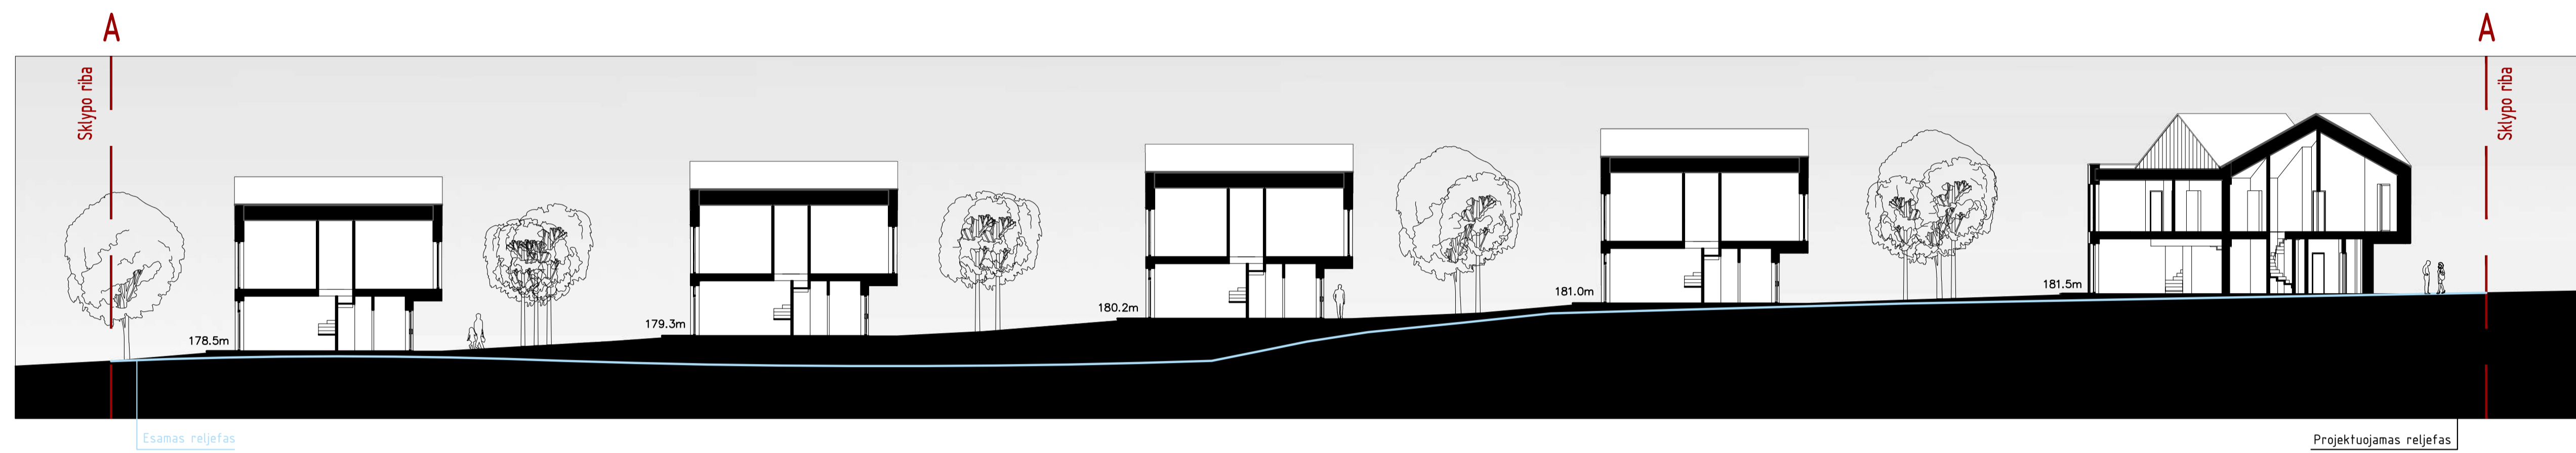 A
A
Sklypo riba
Sklypo riba
178.5m
179.3m
180.2m
181.0m
181.5m
Esamas reljefas
Projektuojamas reljefas